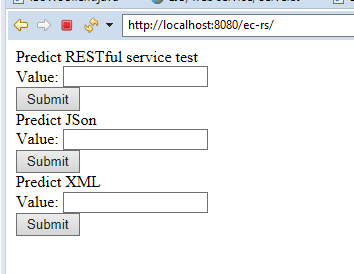 http://localhost:8080/ec-rs/
Predict RESTful service test
Value:
Submit
Predict JSon
Value:
Submit
Predict XML
Value:
Submit